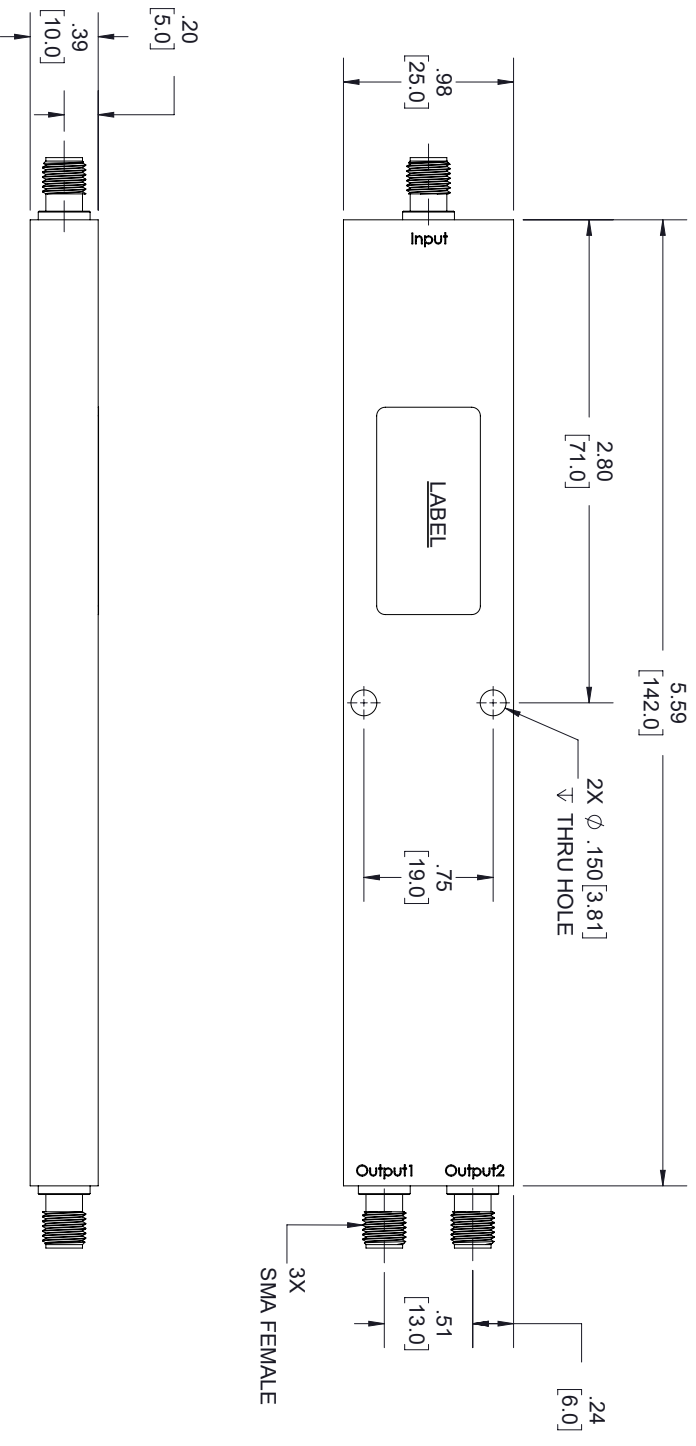 5.59
[142.0]
2.80
[71.0]
2X ⌀ .150[3.81]
↧ THRU HOLE
.98
[25.0]
Input
LABEL
.75
[19.0]
Output2
Output1
.24
[6.0]
.51
[13.0]
3X
SMA FEMALE
.20
[5.0]
.39
[10.0]